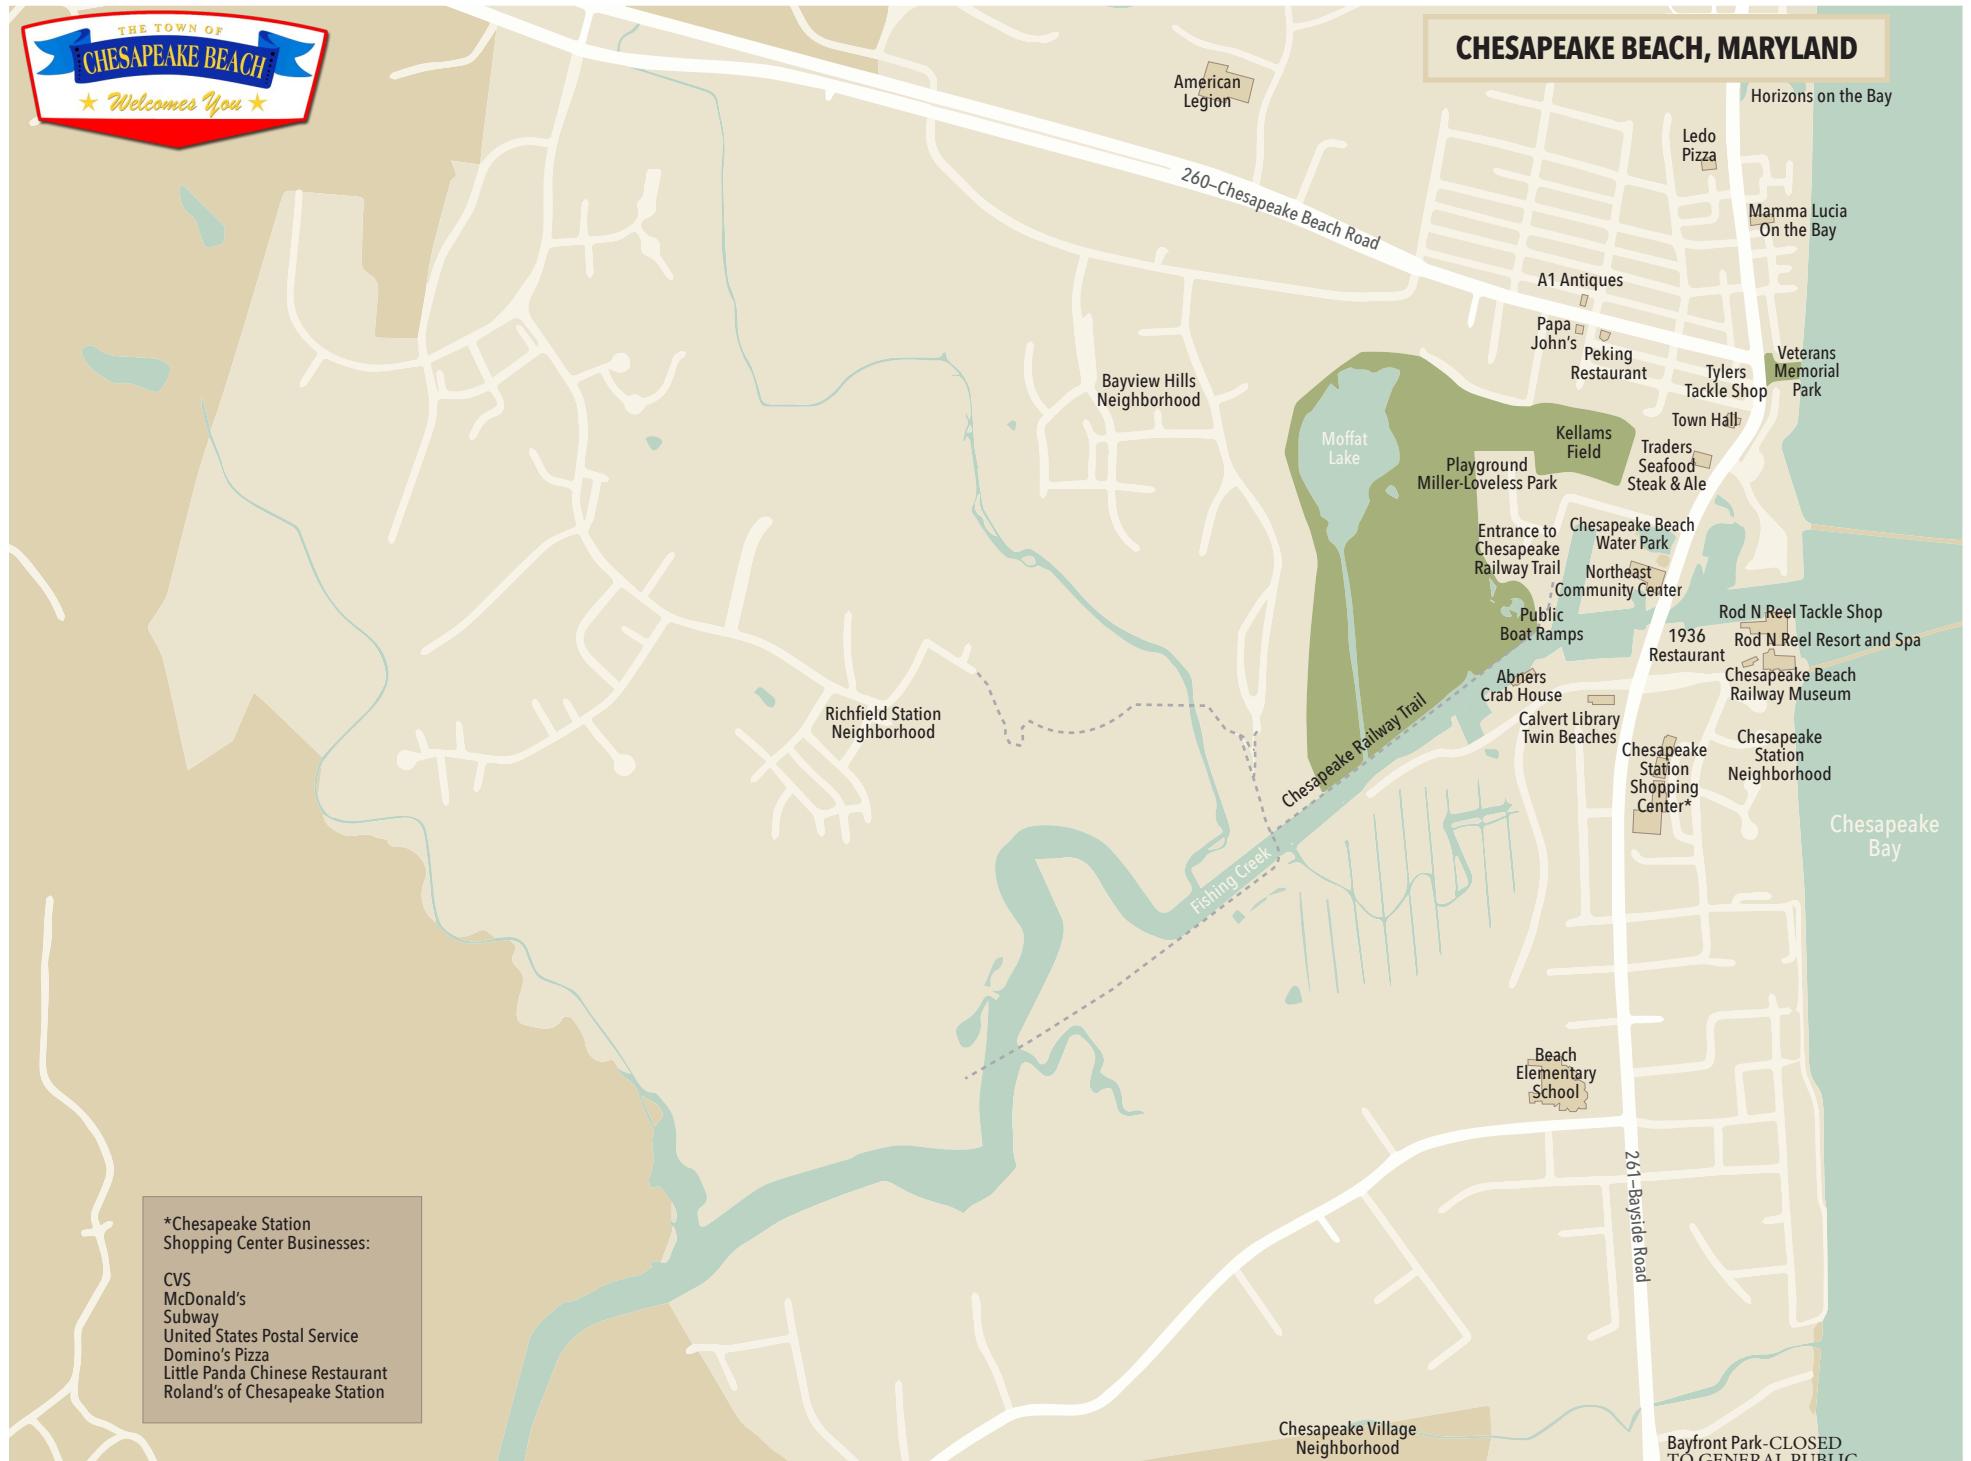 THE TOWN OF
CHESAPEAKE BEACH
Welcomes You
CHESAPEAKE BEACH, MARYLAND
American
Legion
Horizons on the Bay
Ledo
Pizza
260–Chesapeake Beach Road
Mamma Lucia
On the Bay
A1 Antiques
Papa
John's
Peking
Restaurant
Tylers
Tackle Shop
Veterans
Memorial
Park
Bayview Hills
Neighborhood
Town Hall
Moffat
Lake
Kellams
Field
Traders
Seafood
Steak & Ale
Playground
Miller-Loveless Park
Entrance to
Chesapeake
Railway Trail
Chesapeake Beach
Water Park
Northeast
Community Center
Public
Boat Ramps
Rod N Reel Tackle Shop
1936
Restaurant
Rod N Reel Resort and Spa
Abners
Crab House
Chesapeake Beach
Railway Museum
Richfield Station
Neighborhood
Chesapeake Railway Trail
Calvert Library
Twin Beaches
Chesapeake
Station
Shopping
Center*
Chesapeake
Station
Neighborhood
Chesapeake
Bay
Fishing Creek
Beach
Elementary
School
261–Bayside Road
*Chesapeake Station
Shopping Center Businesses:
CVS
McDonald's
Subway
United States Postal Service
Domino's Pizza
Little Panda Chinese Restaurant
Roland's of Chesapeake Station
Chesapeake Village
Neighborhood
Bayfront Park-CLOSED
TO GENERAL PUBLIC